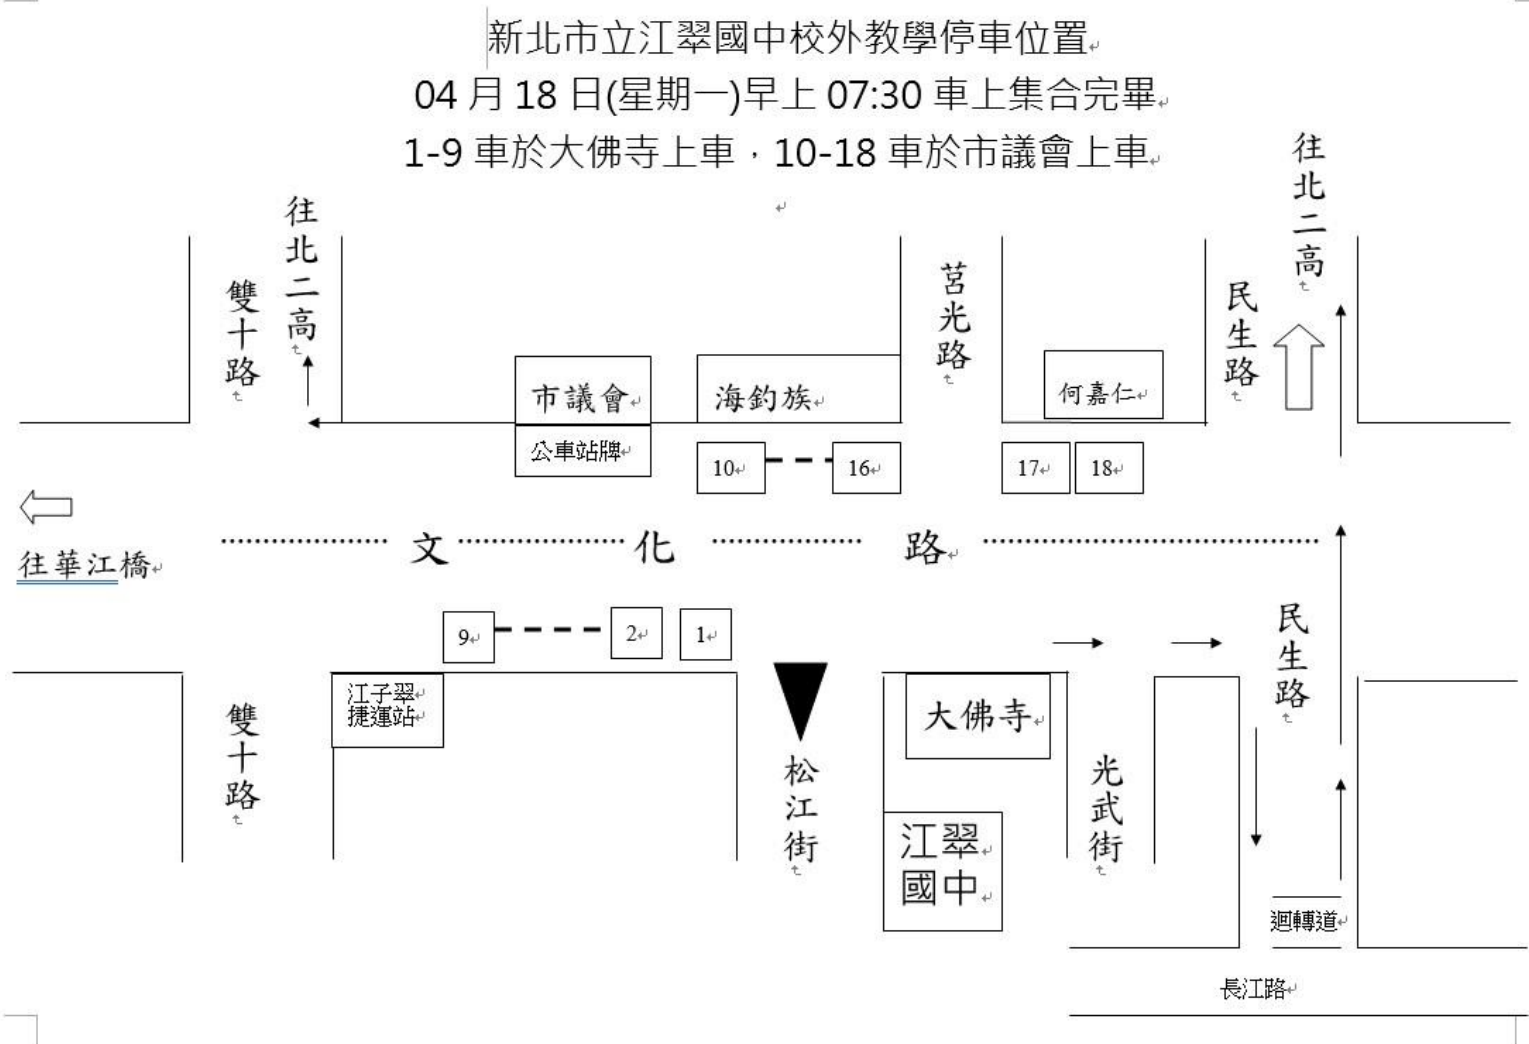 新北市立江翠國中校外教學停車位置
04 月 18 日(星期一)早上 07:30 車上集合完畢
1-9 車於大佛寺上車，10-18 車於市議會上車
往北二高
雙十路
莒光路
民生路
往北二高
市議會
海釣族
何嘉仁
公車站牌
10
16
17
18
往華江橋
文化路
9
2
1
民生路
江子翠
捷運站
雙十路
松江街
大佛寺
光武街
江翠
國中
迴轉道
長江路